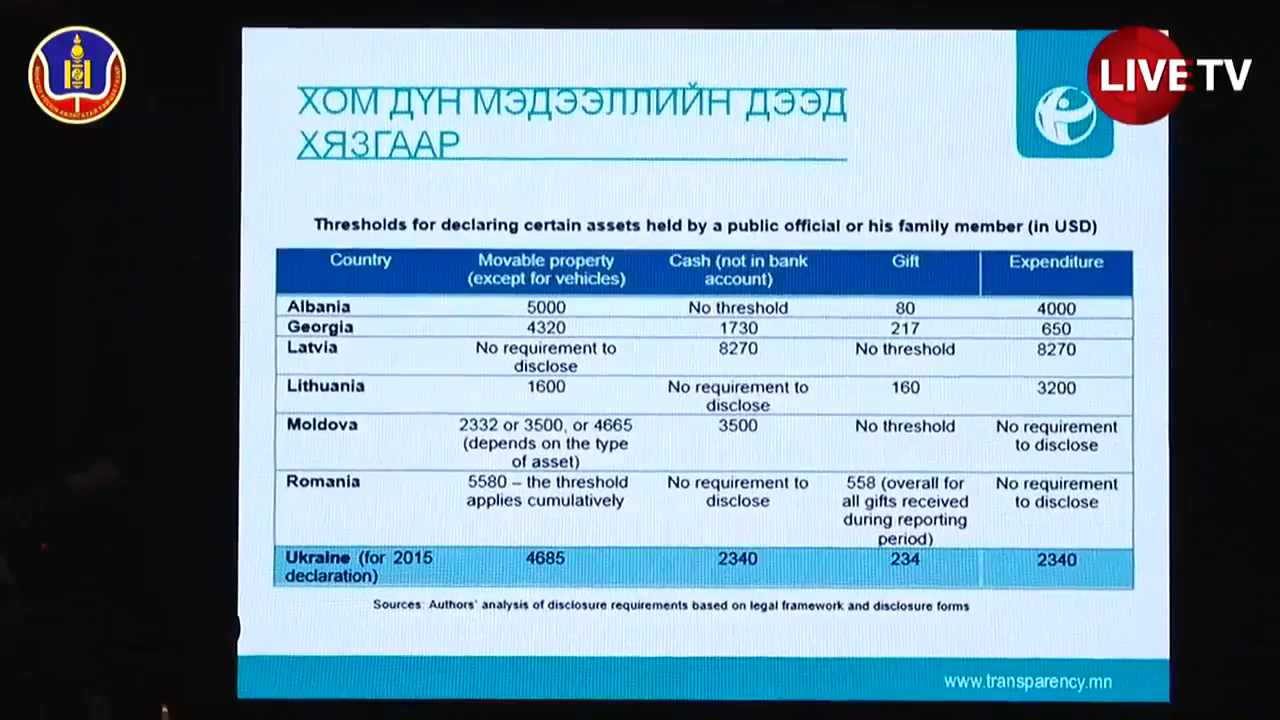 LIVE TV
ХОМ ДҮН МЭДЭЭЛЛИЙН ДЭЭД
ХЯЗГААР
Thresholds for declaring certain assets held by a public official or his family member (in USD)
Country Movable property (except for vehicles) Cash (not in bank account) Gift Expenditure
Albania 5000 No threshold 80 4000
Georgia 4320 1730 217 650
Latvia No requirement to disclose 8270 No threshold 8270
Lithuania 1600 No requirement to disclose 160 3200
Moldova 2332 or 3500, or 4665 (depends on the type of asset) 3500 No threshold No requirement to disclose
Romania 5580 – the threshold applies cumulatively No requirement to disclose 558 (overall for all gifts received during reporting period) No requirement to disclose
Ukraine (for 2015 declaration) 4685 2340 234 2340
Sources: Authors' analysis of disclosure requirements based on legal framework and disclosure forms
www.transparency.mn